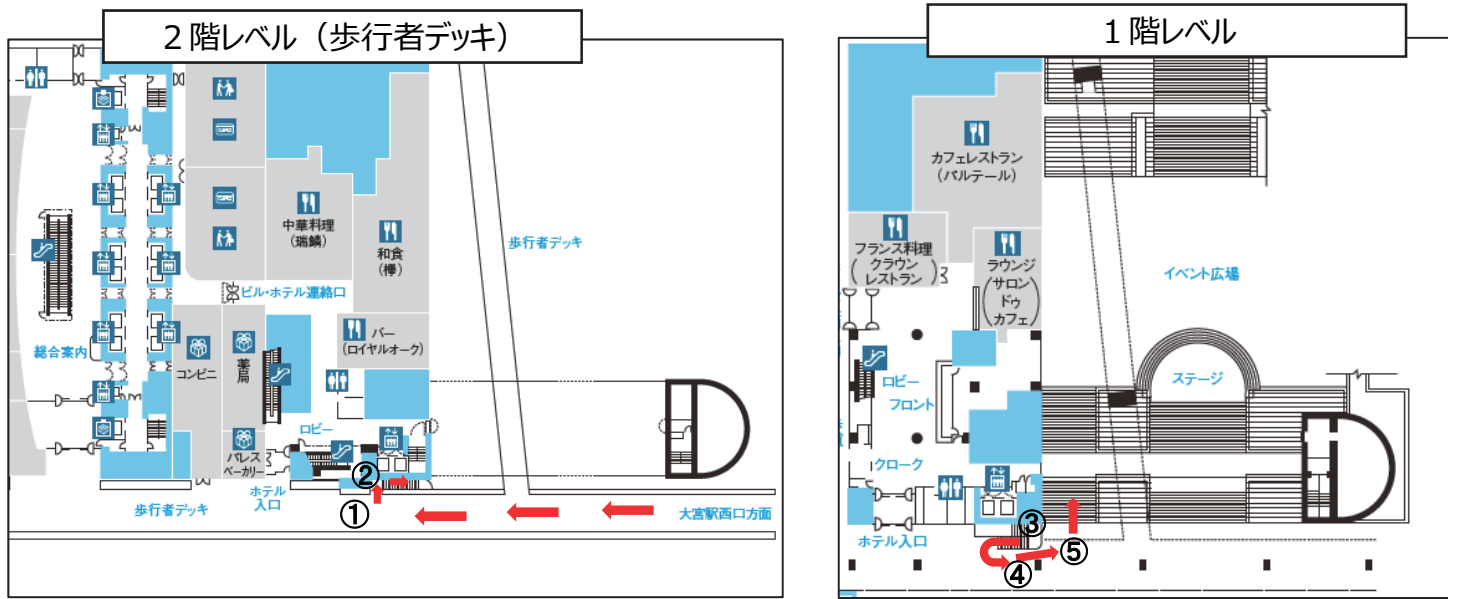 ２階レベル（歩行者デッキ）
中華料理
（瑞鱗）
和食
（欅）
歩行者デッキ
ビル・ホテル連絡口
バー
（ロイヤルオーク）
総合案内
コンビニ
薬局
ロビー
パレス
ベーカリー
②
①
ホテル
入口
歩行者デッキ
大宮駅西口方面
１階レベル
カフェレストラン
（パルテール）
フランス料理
（クラウン
レストラン）
ラウンジ
（サロン
ドゥ
カフェ）
イベント広場
ロビー
フロント
ステージ
クローク
ホテル入口
③
④
⑤